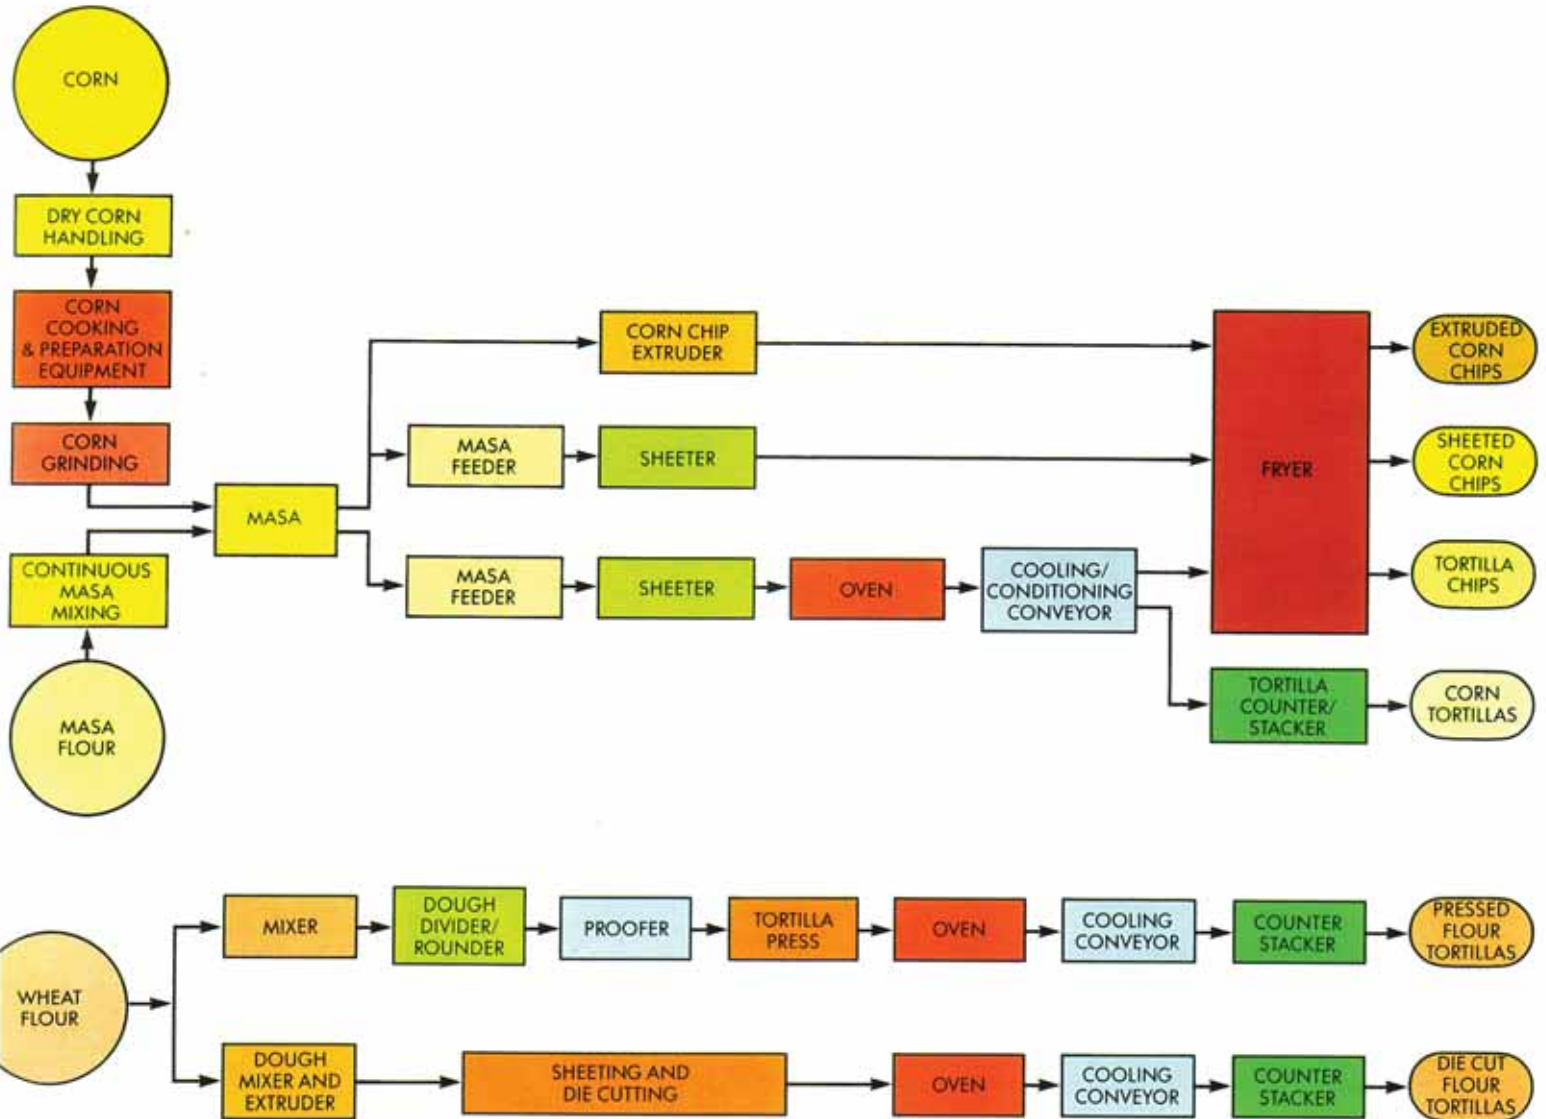 CORN
DRY CORN
HANDLING
CORN
COOKING
& PREPARATION
EQUIPMENT
CORN
GRINDING
CONTINUOUS
MASA
MIXING
MASA
FLOUR
MASA
CORN CHIP
EXTRUDER
MASA
FEEDER
SHEETER
MASA
FEEDER
SHEETER
OVEN
COOLING/
CONDITIONING
CONVEYOR
FRYER
TORTILLA
COUNTER/
STACKER
EXTRUDED
CORN
CHIPS
SHEETED
CORN
CHIPS
TORTILLA
CHIPS
CORN
TORTILLAS
WHEAT
FLOUR
MIXER
DOUGH
DIVIDER/
ROUNDER
PROOFER
TORTILLA
PRESS
OVEN
COOLING
CONVEYOR
COUNTER
STACKER
PRESSED
FLOUR
TORTILLAS
DOUGH
MIXER AND
EXTRUDER
SHEETING AND
DIE CUTTING
OVEN
COOLING
CONVEYOR
COUNTER
STACKER
DIE CUT
FLOUR
TORTILLAS